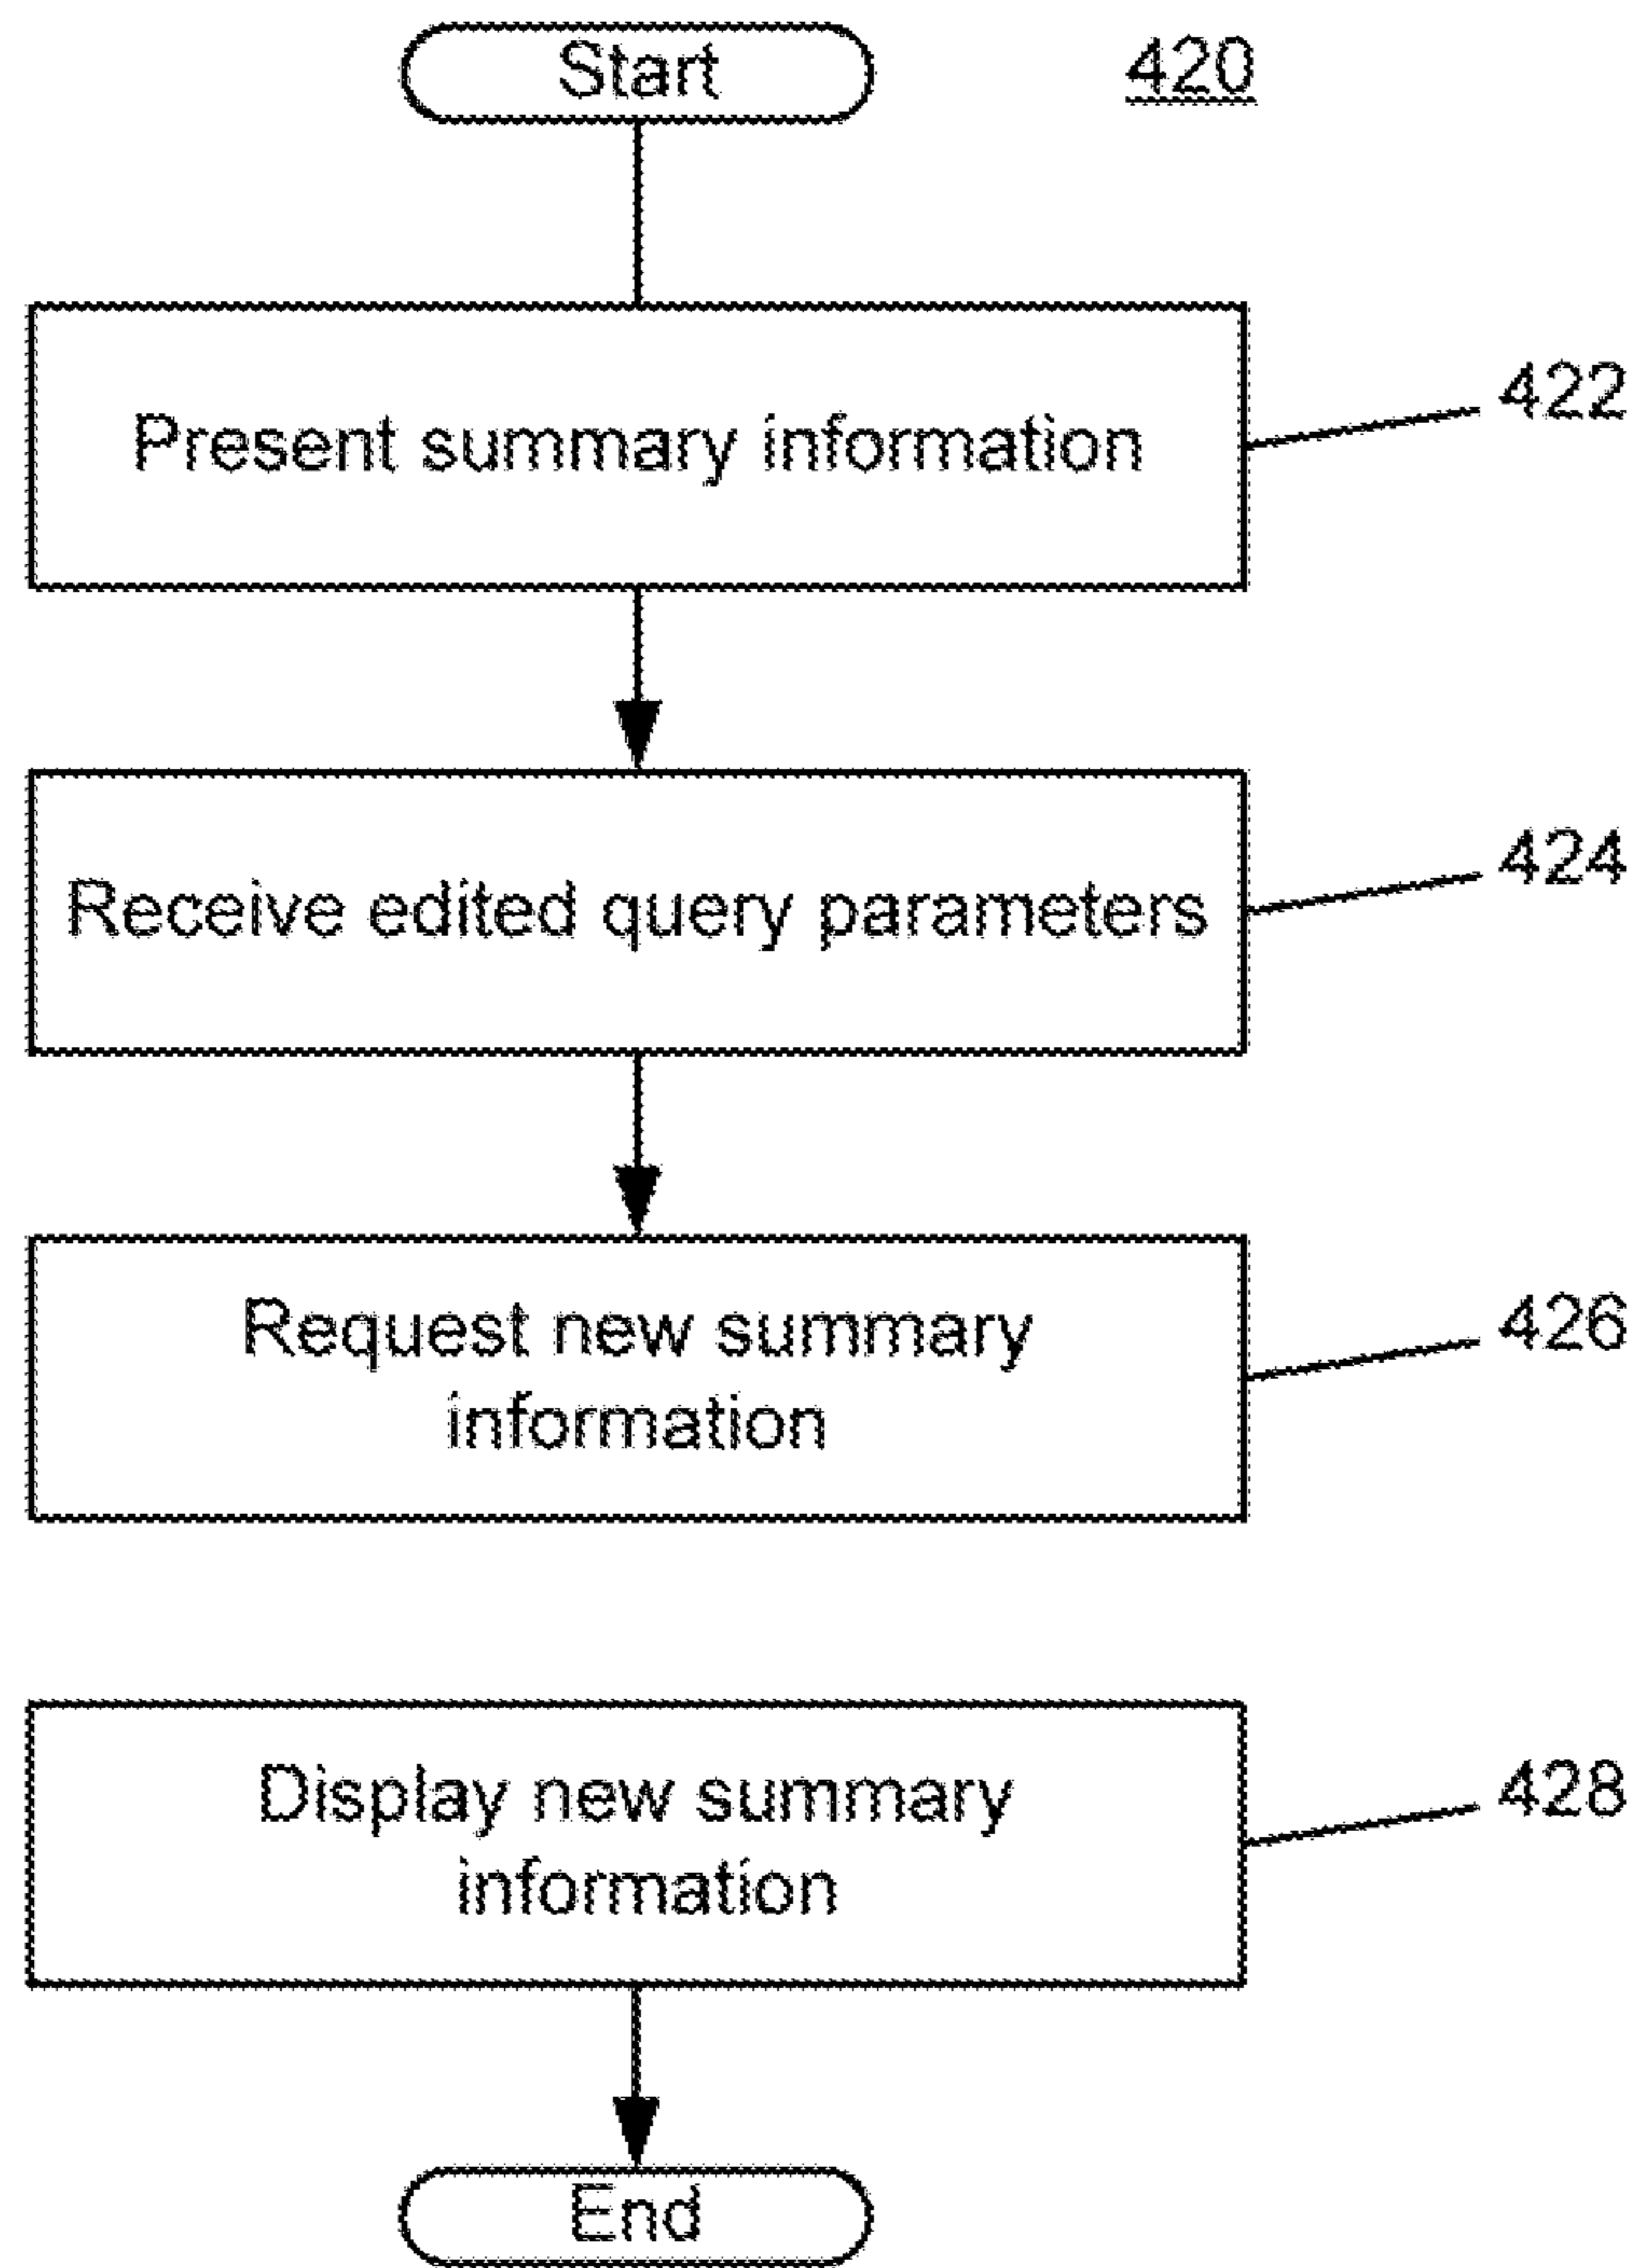 Start
420
Present summary information
422
Receive edited query parameters
424
Request new summary
information
426
Display new summary
information
428
End